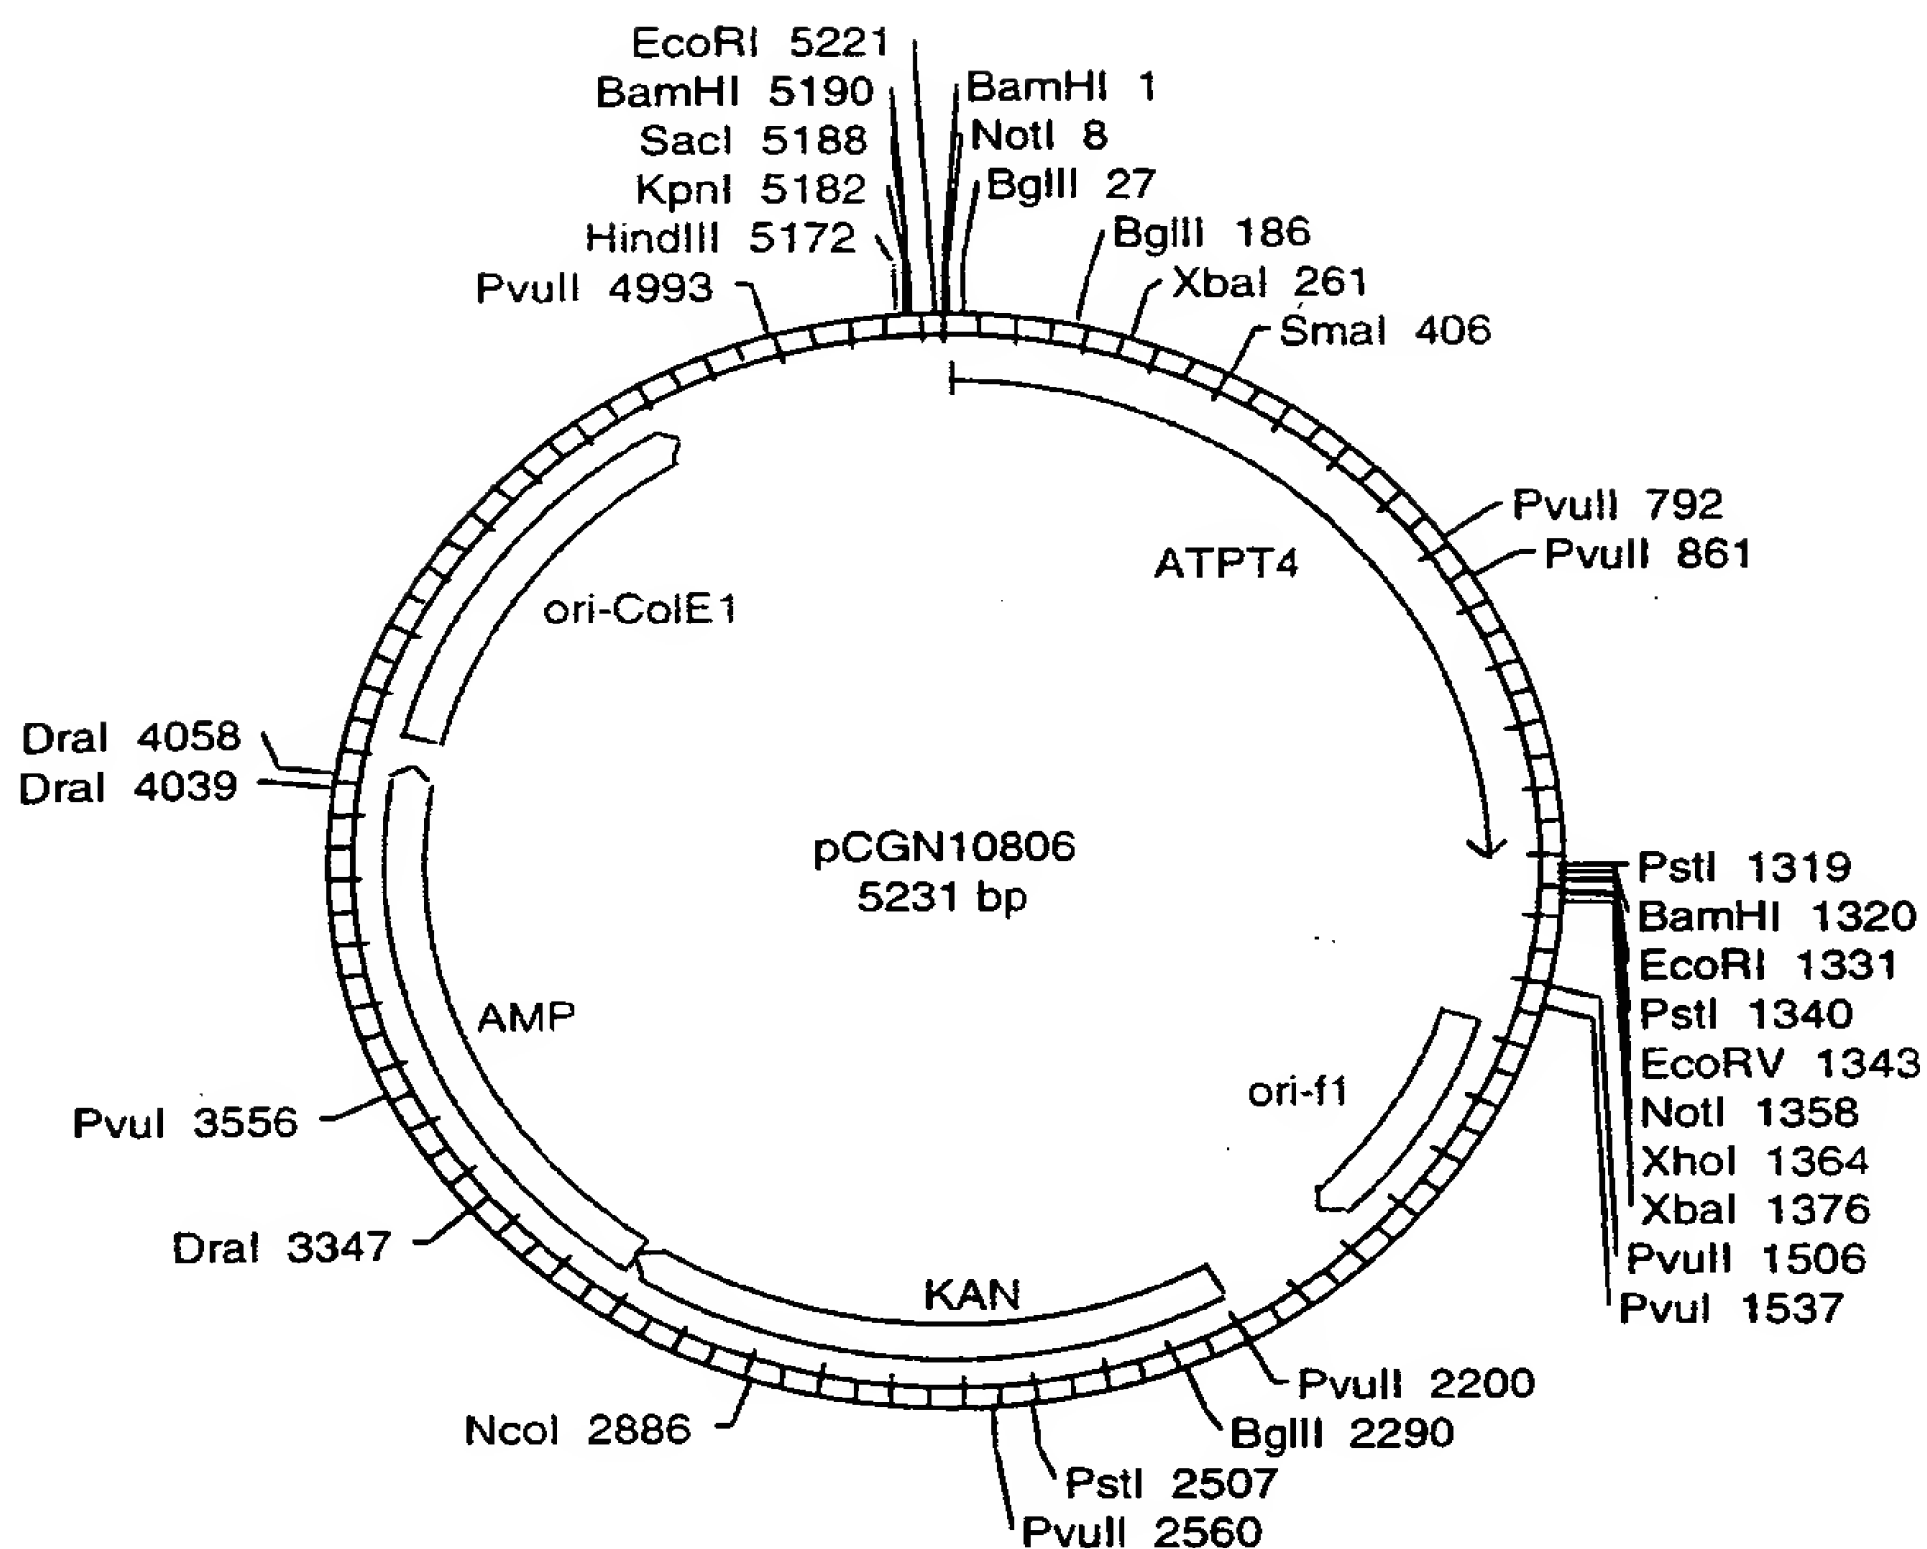 EcoRI 5221
BamHI 5190
SacI 5188
KpnI 5182
HindIII 5172
PvuII 4993
BamHI 1
NotI 8
BglII 27
BglII 186
XbaI 261
SmaI 406
PvuII 792
PvuII 861
ATPT4
ori-ColE1
DraI 4058
DraI 4039
pCGN10806
5231 bp
PstI 1319
BamHI 1320
EcoRI 1331
PstI 1340
EcoRV 1343
NotI 1358
XhoI 1364
XbaI 1376
PvuII 1506
PvuI 1537
AMP
ori-f1
PvuI 3556
DraI 3347
KAN
NcoI 2886
PvuII 2200
BglII 2290
PstI 2507
PvuII 2560